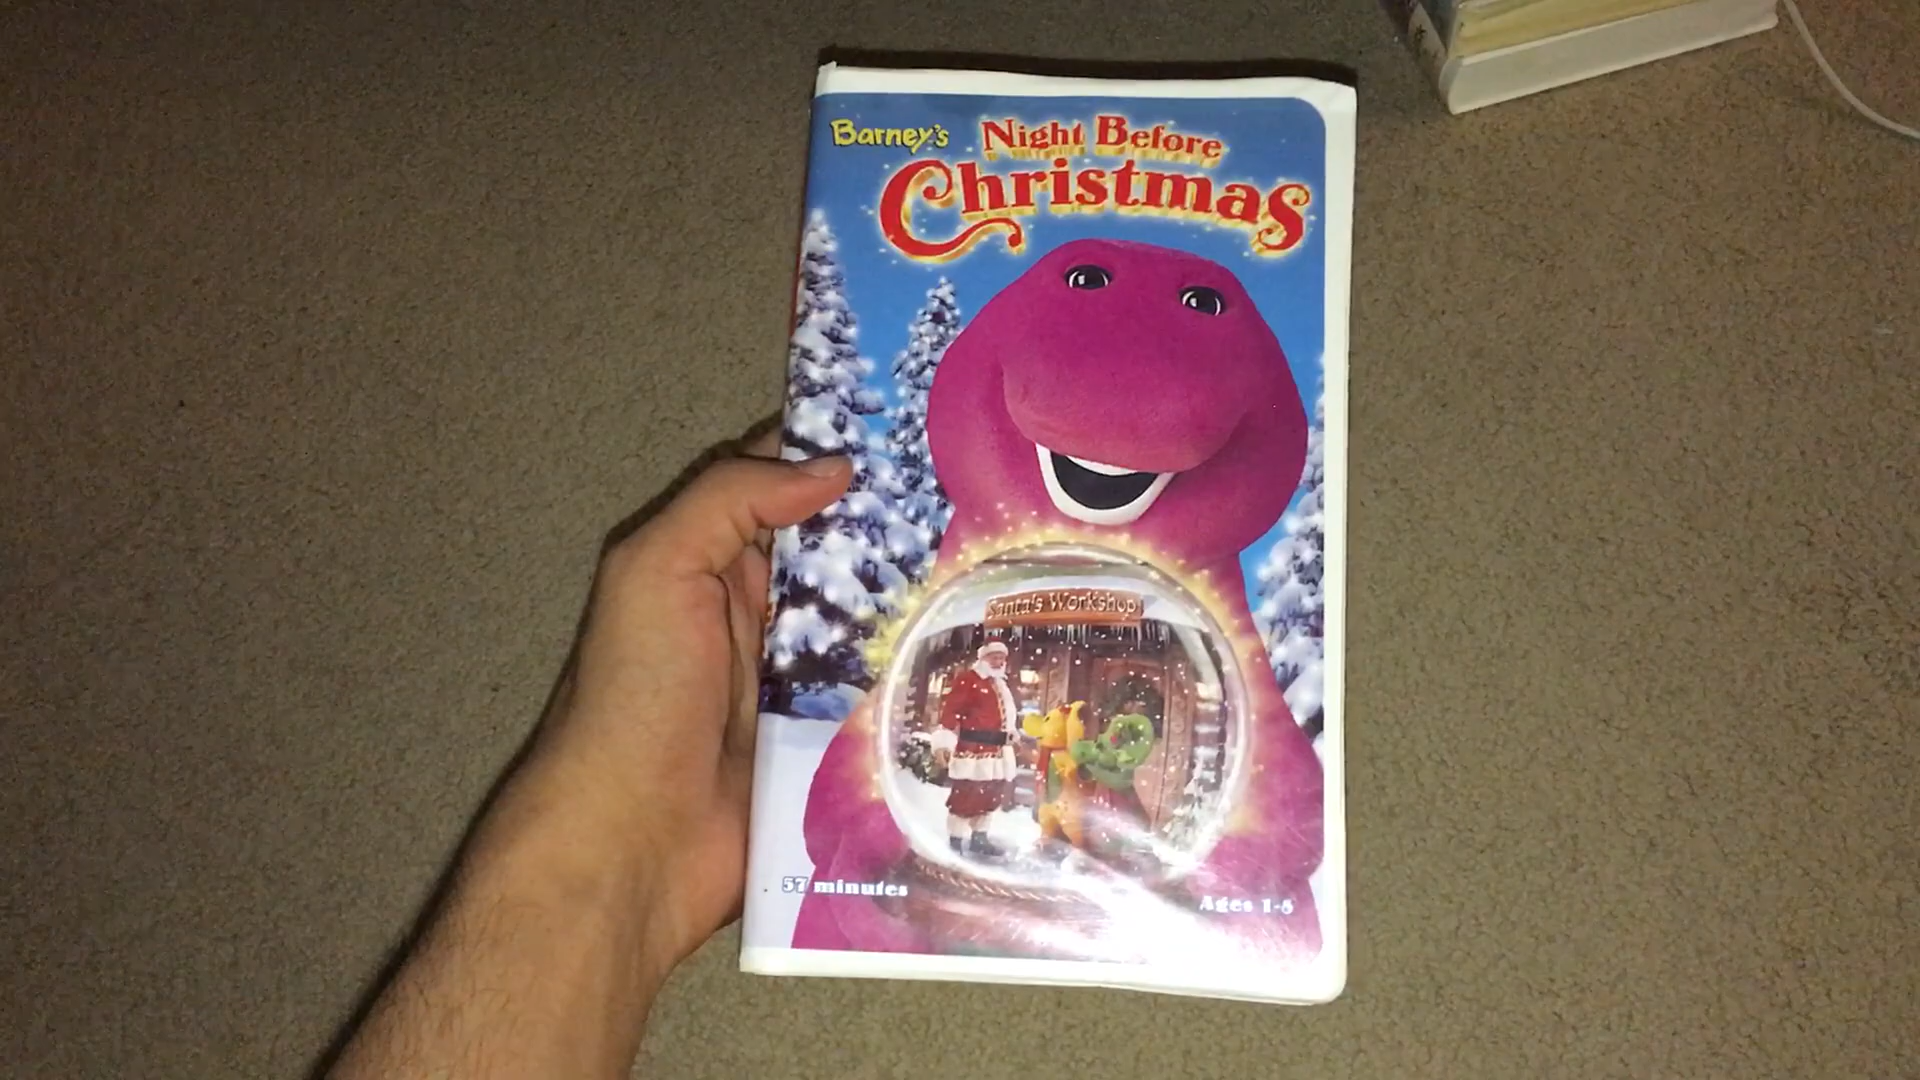 Barney's
Night Before
Christmas
Santa's Workshop
57 minutes
Ages 1-8